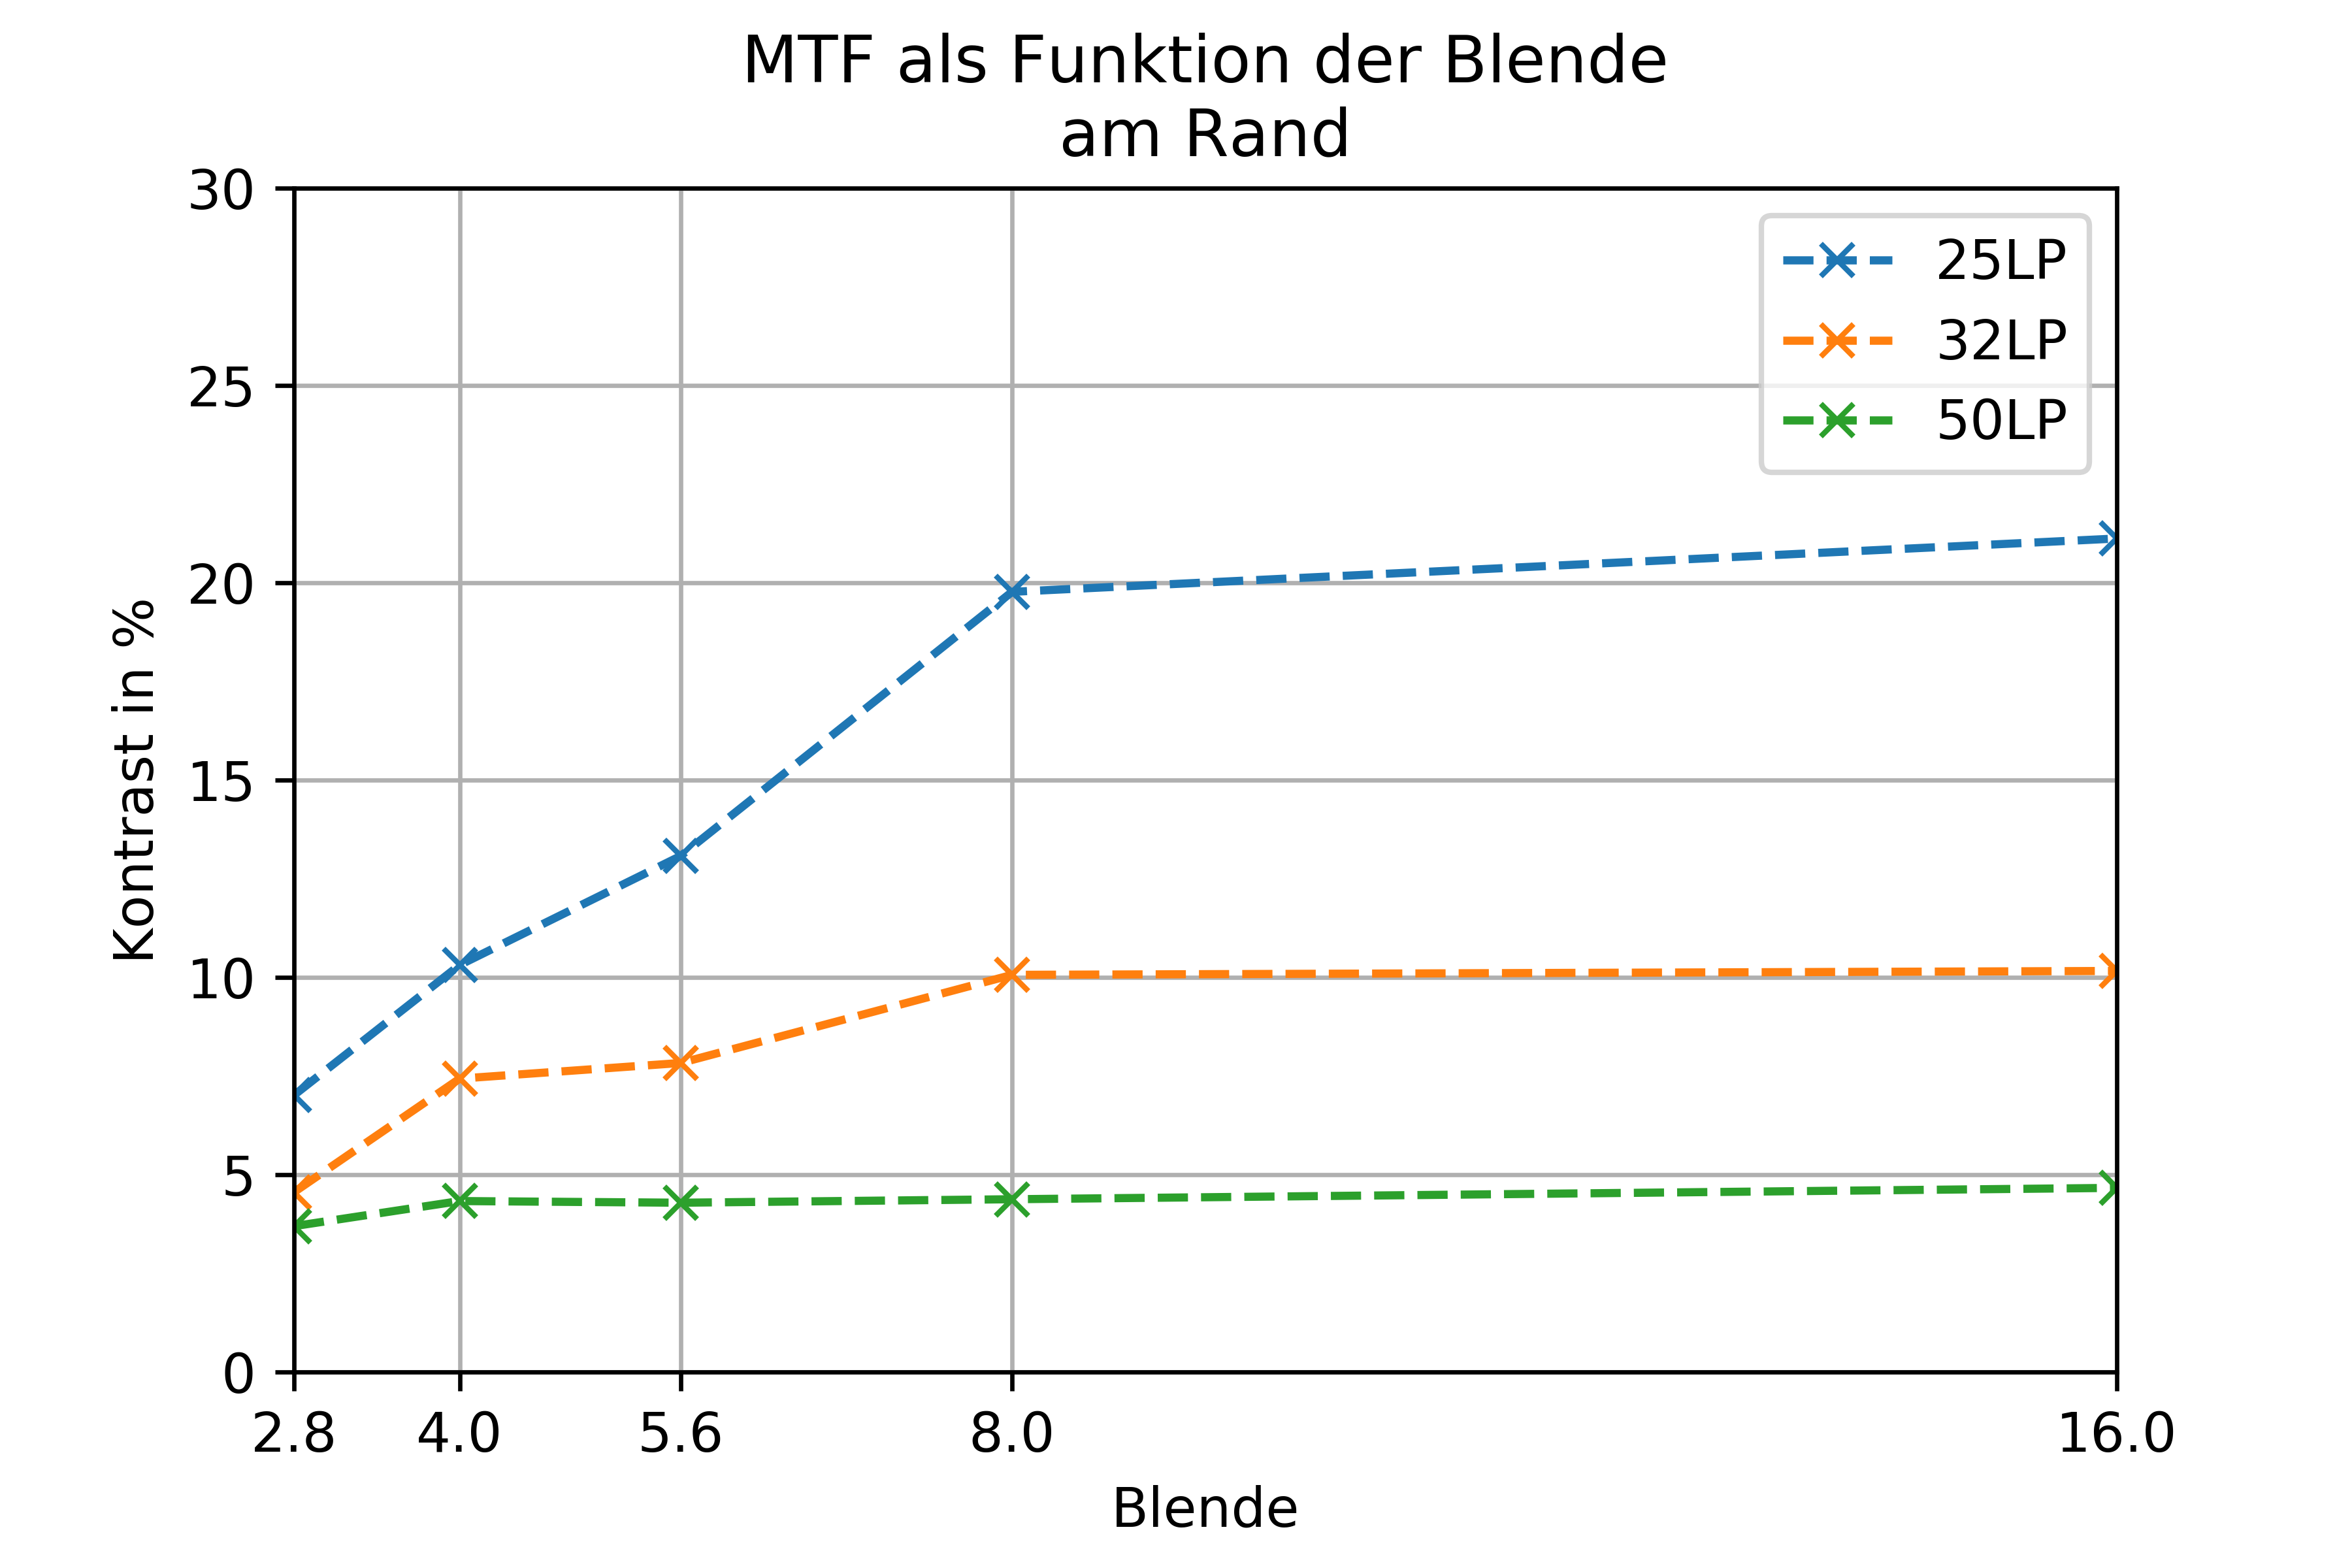 MTF als Funktion der Blende
am Rand
30
25
20
15
10
5
0
Kontrast in %
25LP
32LP
50LP
2.8 4.0 5.6 8.0 16.0
Blende